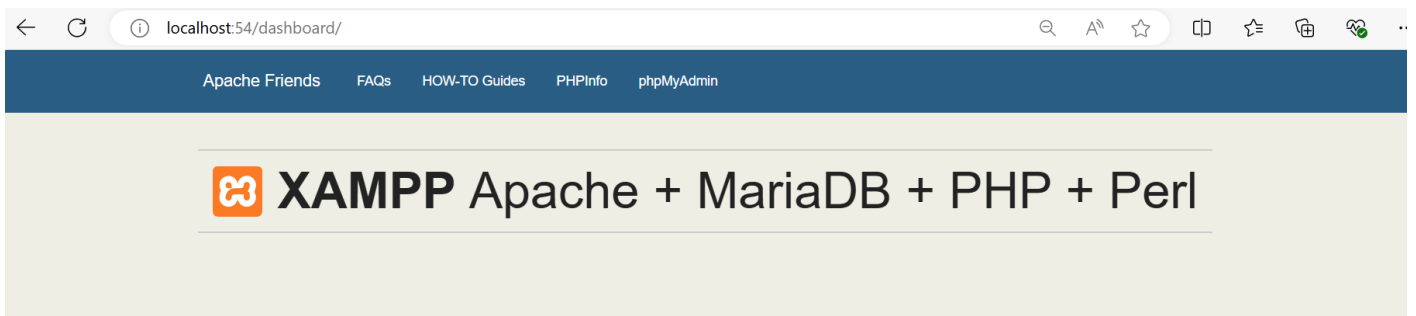 localhost:54/dashboard/
Apache Friends FAQs HOW-TO Guides PHPInfo phpMyAdmin
XAMPP Apache + MariaDB + PHP + Perl